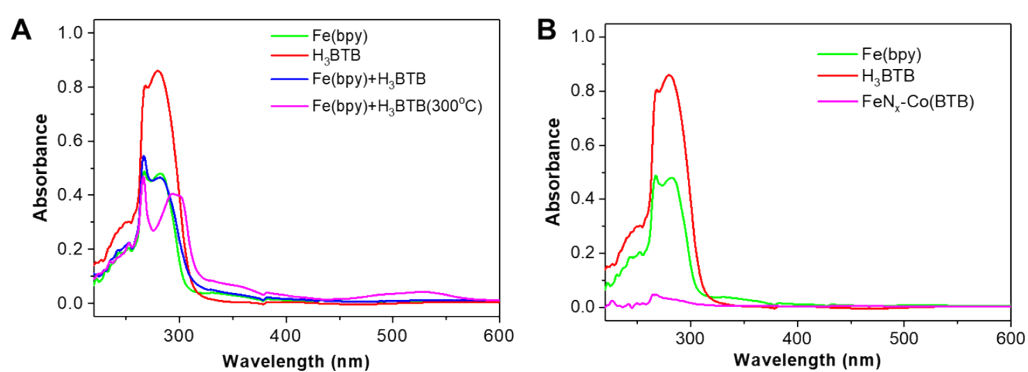 A
Fe(bpy)
H₃BTB
Fe(bpy)+H₃BTB
Fe(bpy)+H₃BTB(300°C)
1.0
0.8
0.6
0.4
0.2
0.0
Absorbance
300
400
500
600
Wavelength (nm)
B
Fe(bpy)
H₃BTB
FeNₓ-Co(BTB)
1.0
0.8
0.6
0.4
0.2
0.0
Absorbance
300
400
500
600
Wavelength (nm)